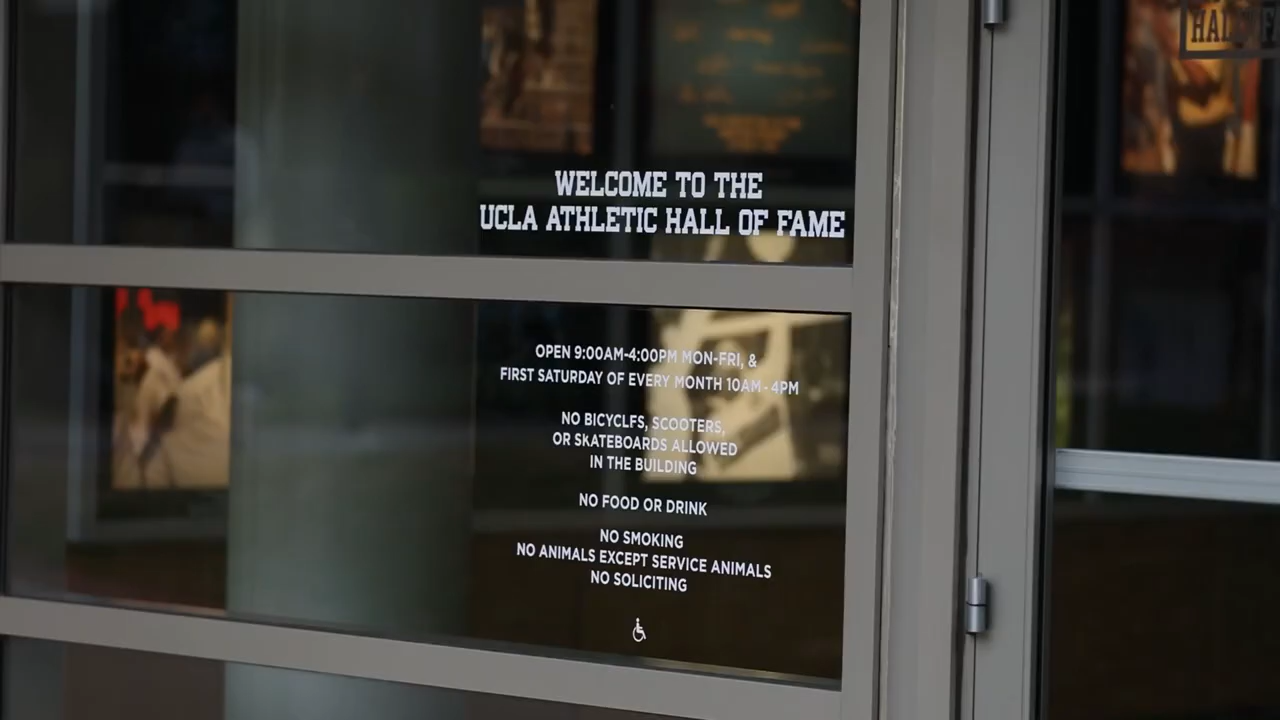 WELCOME TO THE
UCLA ATHLETIC HALL OF FAME
OPEN 9:00AM-4:00PM MON-FRI, &
FIRST SATURDAY OF EVERY MONTH 10AM-4PM
NO BICYCLFS, SCOOTERS,
OR SKATEBOARDS ALLOWED
IN THE BUILDING
NO FOOD OR DRINK
NO SMOKING
NO ANIMALS EXCEPT SERVICE ANIMALS
NO SOLICITING